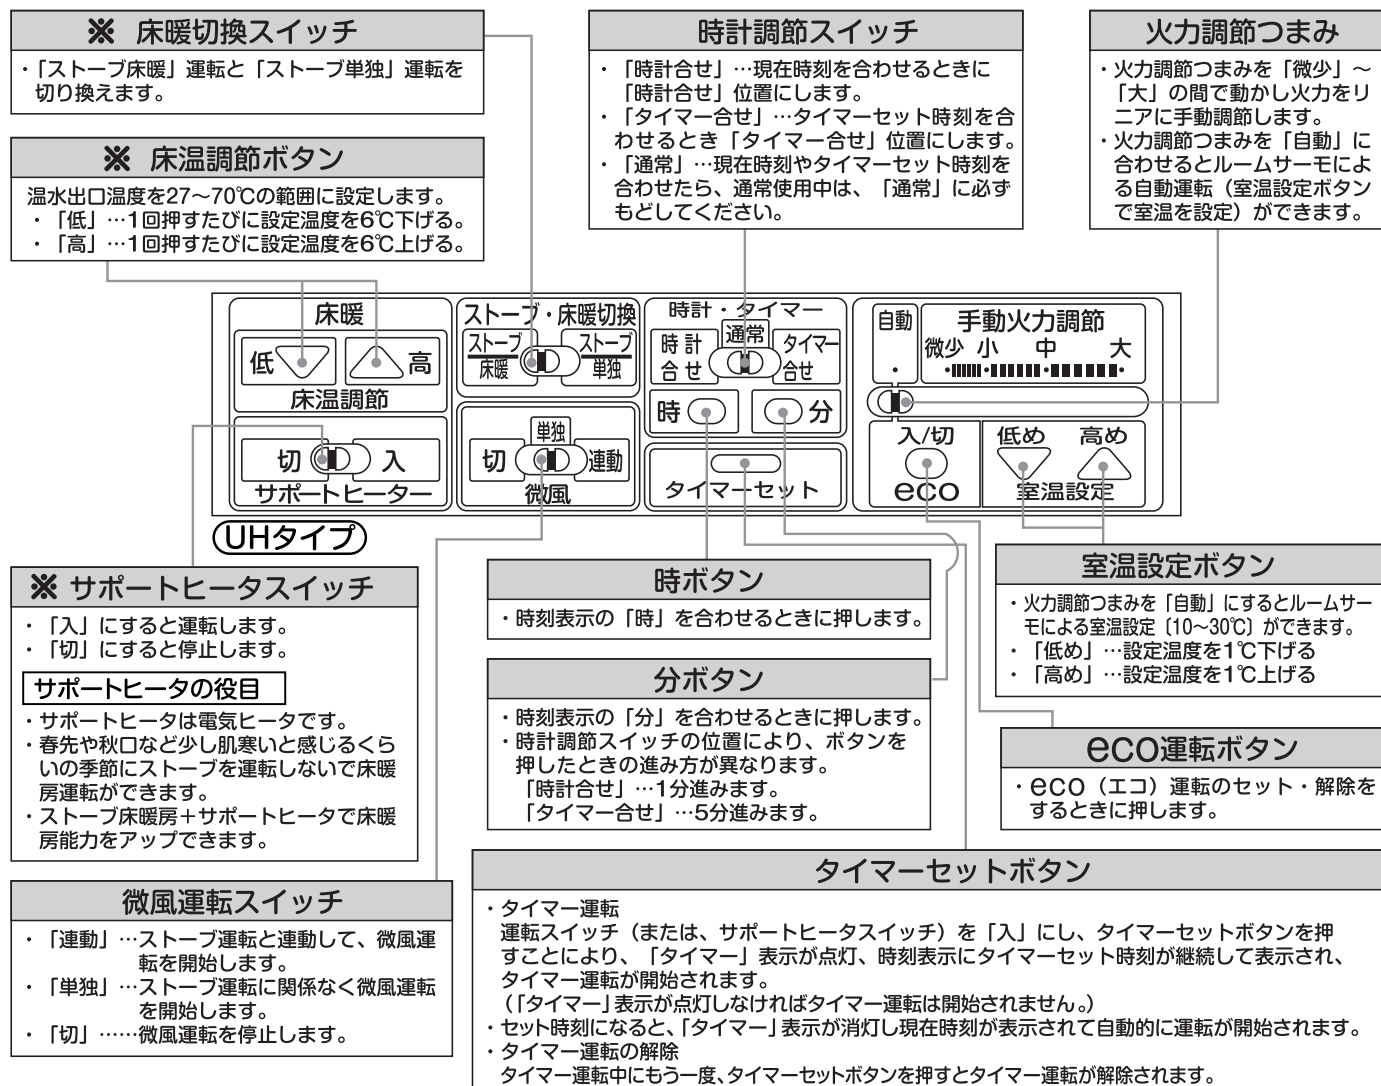 ※ 床暖切換スイッチ
・「ストーブ床暖」運転と「ストーブ単独」運転を
切り換えます。
※ 床温調節ボタン
温水出口温度を27～70℃の範囲に設定します。
・「低」…1回押すたびに設定温度を6℃下げる。
・「高」…1回押すたびに設定温度を6℃上げる。
時計調節スイッチ
・「時計合せ」…現在時刻を合わせるときに
「時計合せ」位置にします。
・「タイマー合せ」…タイマーセット時刻を合
わせるとき「タイマー合せ」位置にします。
・「通常」…現在時刻やタイマーセット時刻を
合わせたら、通常使用中は、「通常」に必ず
もどしてください。
火力調節つまみ
・火力調節つまみを「微少」～
「大」の間で動かし火力をリ
ニアに手動調節します。
・火力調節つまみを「自動」に
合わせるとルームサーモによ
る自動運転（室温設定ボタン
で室温を設定）ができます。
床暖
低 高
床温調節
切 入
サポートヒーター
ストーブ・床暖切換
ストーブ
床暖
ストーブ
単独
単独
切 連動
微風
時計・タイマー
時計
合せ
通常
タイマー
合せ
時 分
タイマーセット
自動
手動火力調節
微少 小 中 大
入/切
eco
低め 高め
室温設定
UHタイプ
※ サポートヒータスイッチ
・「入」にすると運転します。
・「切」にすると停止します。
サポートヒータの役目
・サポートヒータは電気ヒータです。
・春先や秋口など少し肌寒いと感じるくら
いの季節にストーブを運転しないで床暖
房運転ができます。
・ストーブ床暖房＋サポートヒータで床暖
房能力をアップできます。
微風運転スイッチ
・「連動」…ストーブ運転と連動して、微風運
転を開始します。
・「単独」…ストーブ運転に関係なく微風運転
を開始します。
・「切」……微風運転を停止します。
時ボタン
・時刻表示の「時」を合わせるときに押します。
分ボタン
・時刻表示の「分」を合わせるときに押します。
・時計調節スイッチの位置により、ボタンを
押したときの進み方が異なります。
「時計合せ」…1分進みます。
「タイマー合せ」…5分進みます。
室温設定ボタン
・火力調節つまみを「自動」にするとルームサー
モによる室温設定〔10～30℃〕ができます。
・「低め」…設定温度を1℃下げる
・「高め」…設定温度を1℃上げる
eco運転ボタン
・eco（エコ）運転のセット・解除を
するときに押します。
タイマーセットボタン
・タイマー運転
運転スイッチ（または、サポートヒータスイッチ）を「入」にし、タイマーセットボタンを押
すことにより、「タイマー」表示が点灯、時刻表示にタイマーセット時刻が継続して表示され、
タイマー運転が開始されます。
（「タイマー」表示が点灯しなければタイマー運転は開始されません。）
・セット時刻になると、「タイマー」表示が消灯し現在時刻が表示されて自動的に運転が開始されます。
・タイマー運転の解除
タイマー運転中にもう一度、タイマーセットボタンを押すとタイマー運転が解除されます。